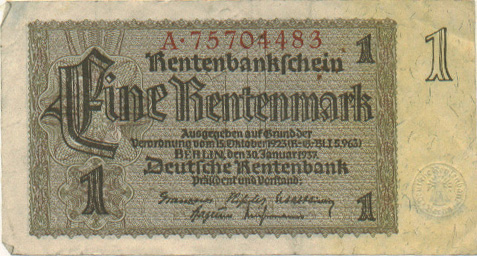 A·75704483
1
1
Rentenbankschein
Eine Rentenmark
Ausgegeben auf Grund der
Verordnung vom 15. Oktober 1923 (R-G-Bl I S. 963)
BERLIN, den 30. Januar 1937.
Deutsche Rentenbank
Präsident und Vorstand:
1
1